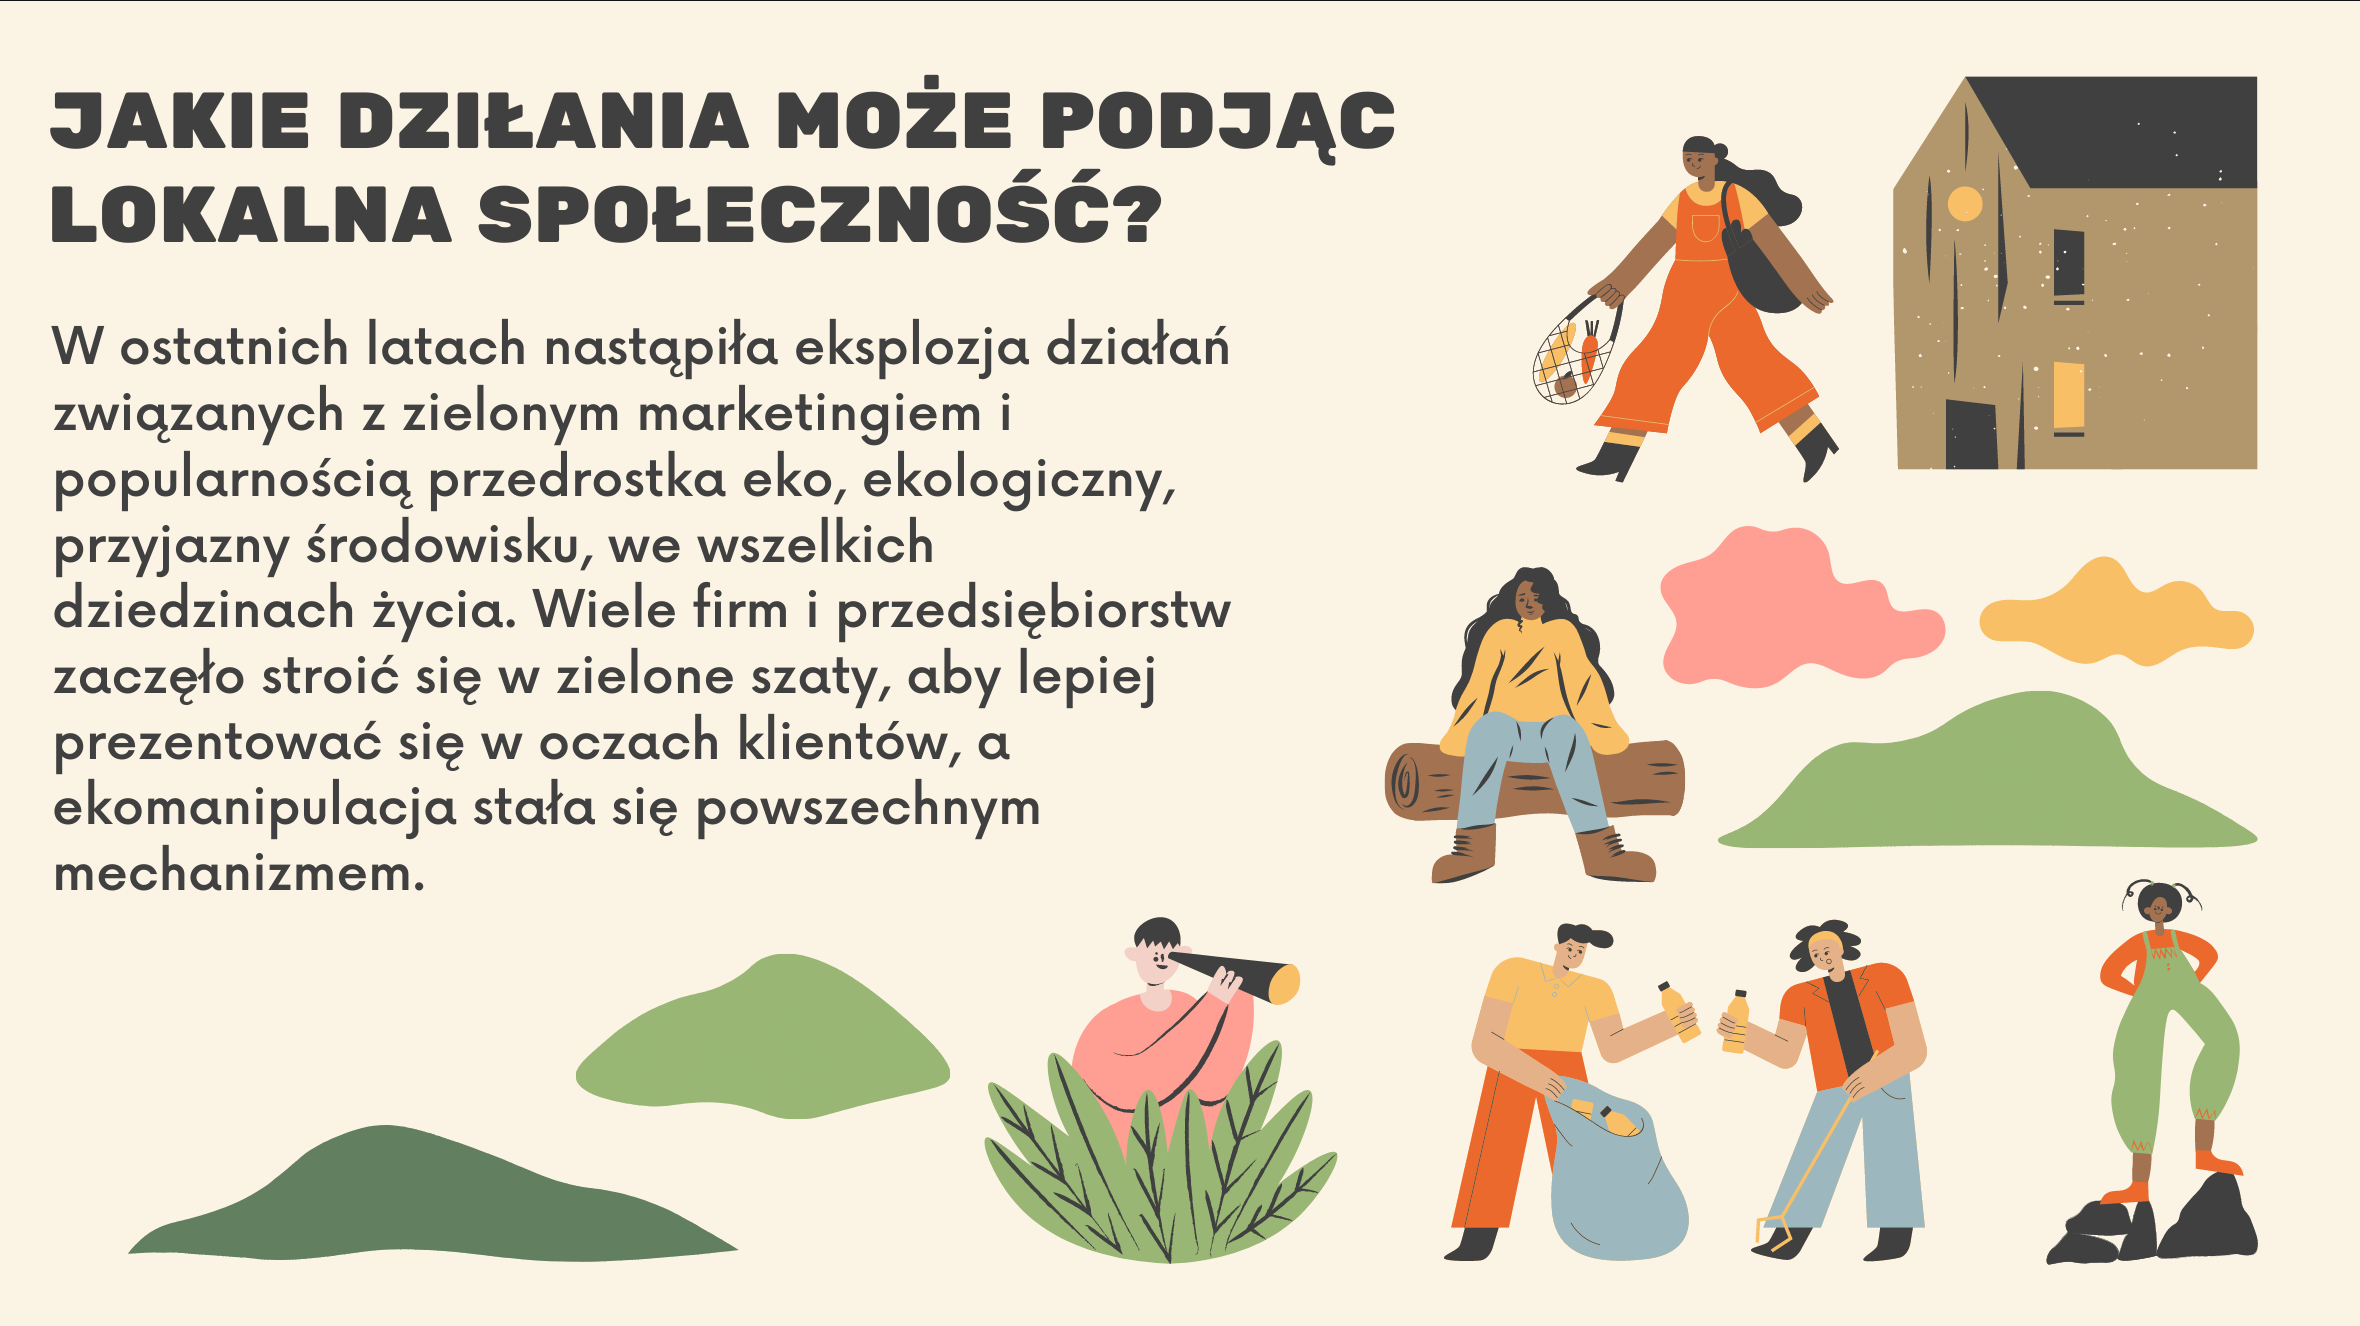 JAKIE DZIŁANIA MOŻE PODJĄC
LOKALNA SPOŁECZNOŚĆ?
W ostatnich latach nastąpiła eksplozja działań
związanych z zielonym marketingiem i
popularnością przedrostka eko, ekologiczny,
przyjazny środowisku, we wszelkich
dziedzinach życia. Wiele firm i przedsiębiorstw
zaczęło stroić się w zielone szaty, aby lepiej
prezentować się w oczach klientów, a
ekomanipulacja stała się powszechnym
mechanizmem.